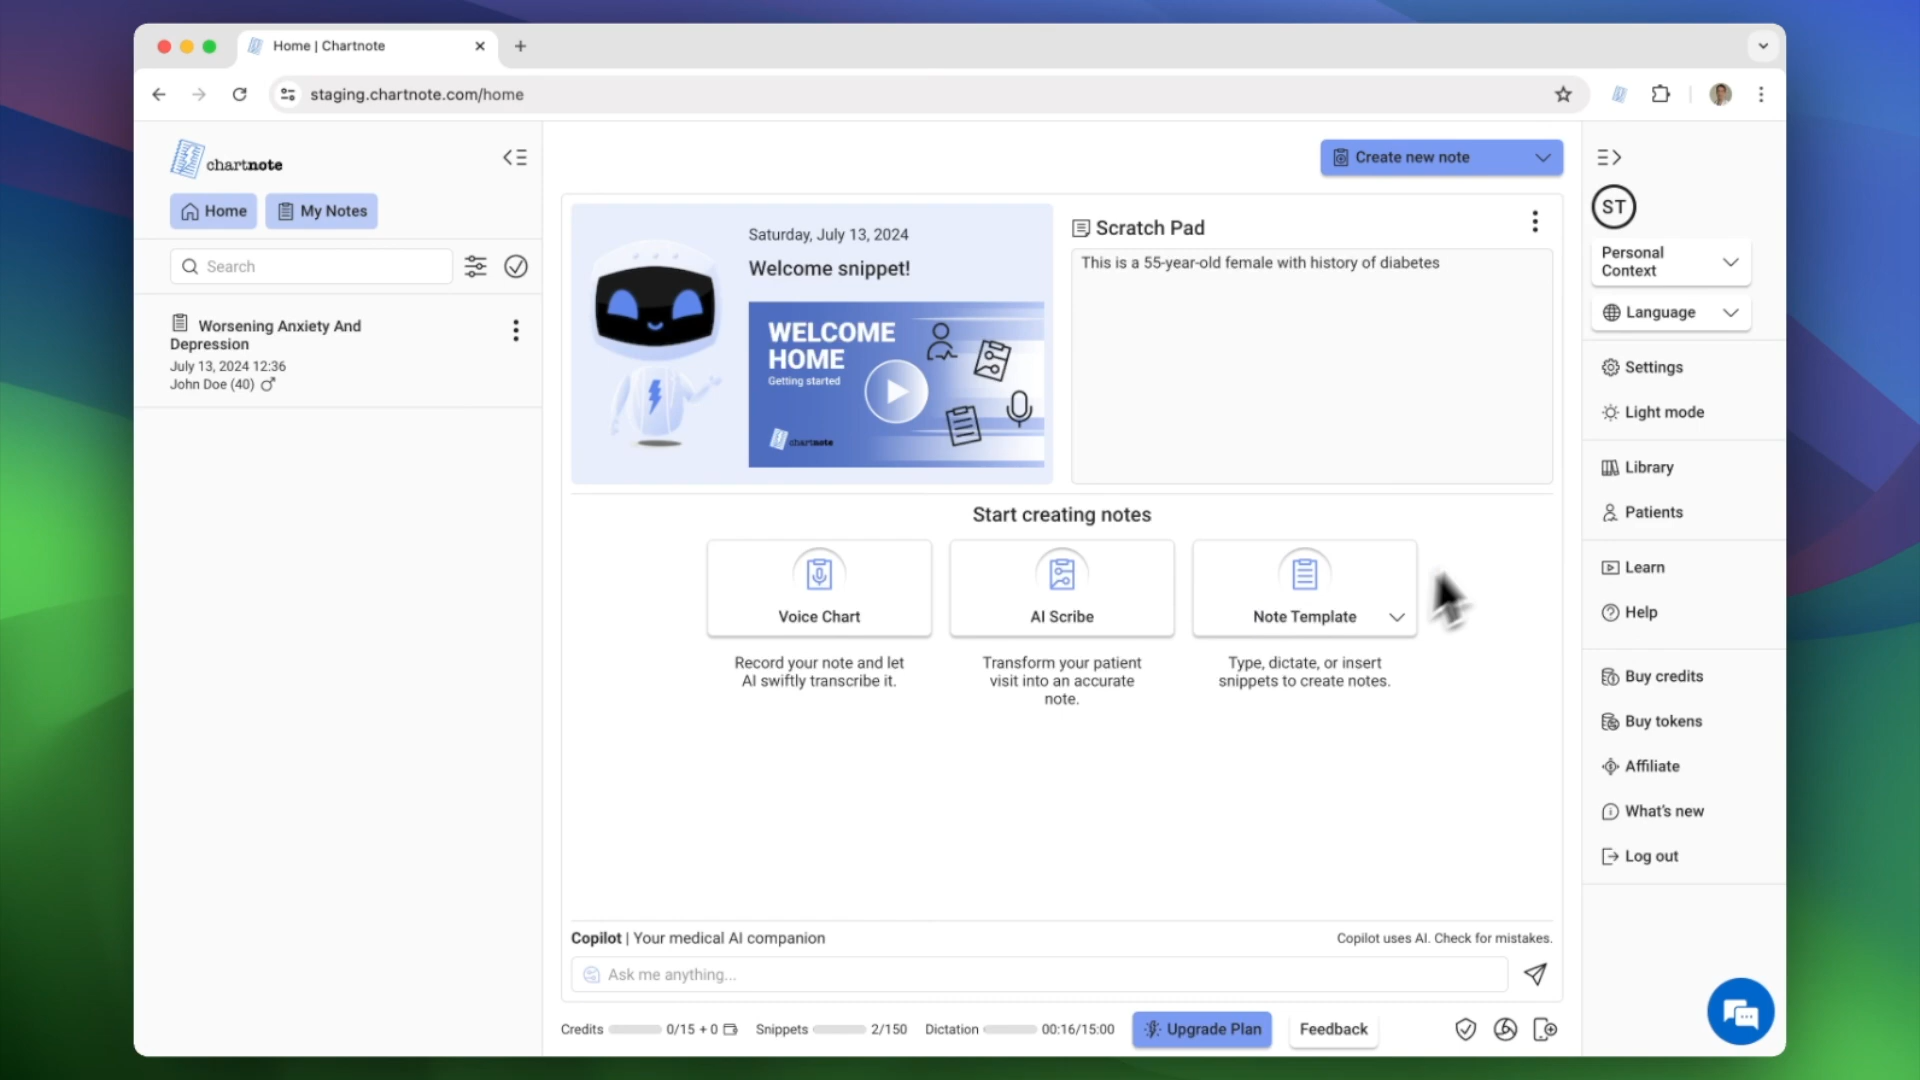 Home | Chartnote
staging.chartnote.com/home
chartnote
Home
My Notes
Search
Worsening Anxiety And
Depression
July 13, 2024 12:36
John Doe (40)
Create new note
Saturday, July 13, 2024
Welcome snippet!
WELCOME
HOME
Getting started
chartnote
Scratch Pad
This is a 55-year-old female with history of diabetes
Start creating notes
Voice Chart
Record your note and let
AI swiftly transcribe it.
AI Scribe
Transform your patient
visit into an accurate
note.
Note Template
Type, dictate, or insert
snippets to create notes.
Copilot | Your medical AI companion
Copilot uses AI. Check for mistakes.
Ask me anything...
Credits 0/15 + 0
Snippets 2/150
Dictation 00:16/15:00
Upgrade Plan
Feedback
ST
Personal
Context
Language
Settings
Light mode
Library
Patients
Learn
Help
Buy credits
Buy tokens
Affiliate
What's new
Log out